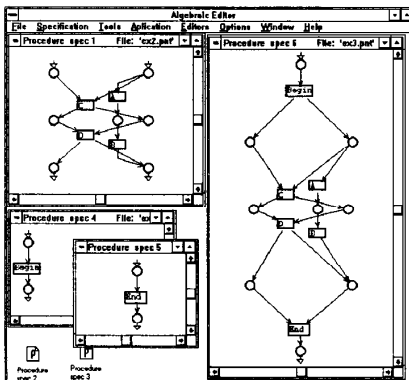 Algebraic Editor
File Specification Tools Aplication Editors Options Window Help
Procedure spec 1 File: 'ex2.pnt'
Procedure spec 6 File: 'ex3.pnt'
Begin
Procedure spec 4 File: 'ex
Begin
Procedure spec 5
End
End
Procedure spec 2
Procedure spec 3